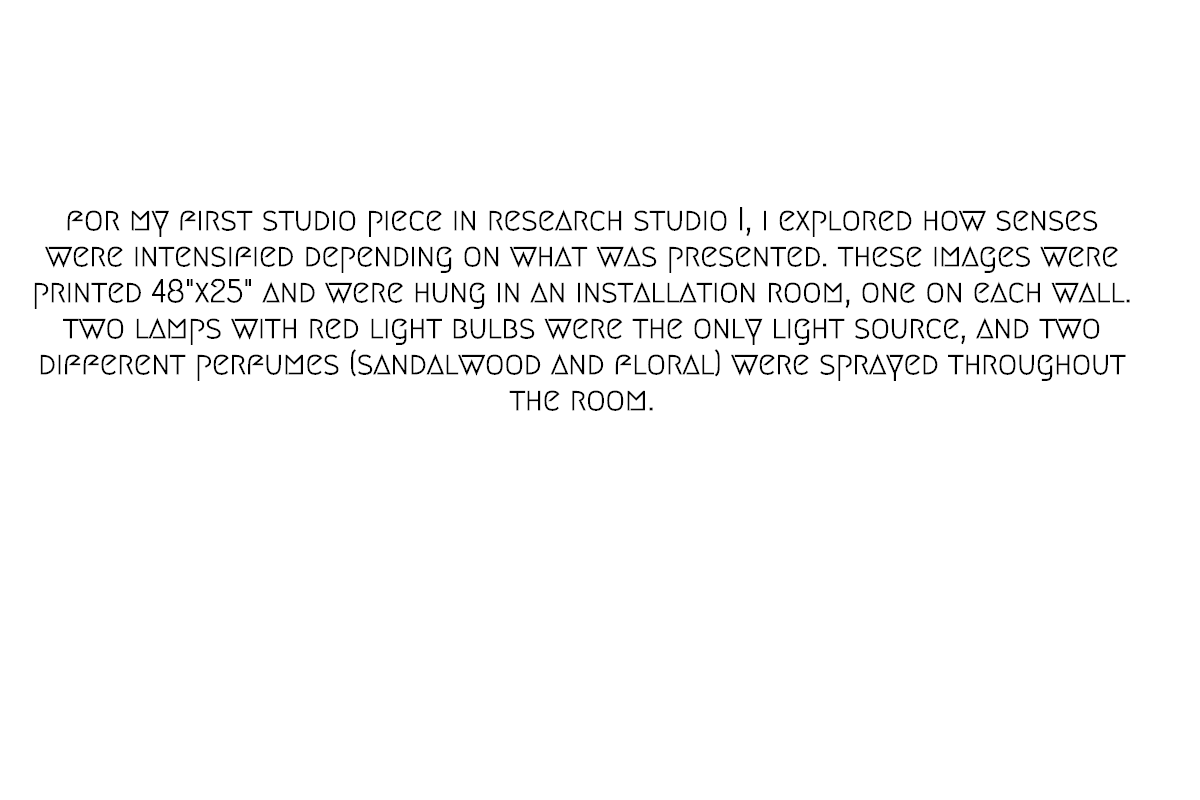 FOR MY FIRST STUDIO PIECE IN RESEARCH STUDIO I, I EXPLORED HOW SENSES
WERE INTENSIFIED DEPENDING ON WHAT WAS PRESENTED. THESE IMAGES WERE
PRINTED 48"X25" AND WERE HUNG IN AN INSTALLATION ROOM, ONE ON EACH WALL.
TWO LAMPS WITH RED LIGHT BULBS WERE THE ONLY LIGHT SOURCE, AND TWO
DIFFERENT PERFUMES (SANDALWOOD AND FLORAL) WERE SPRAYED THROUGHOUT
THE ROOM.